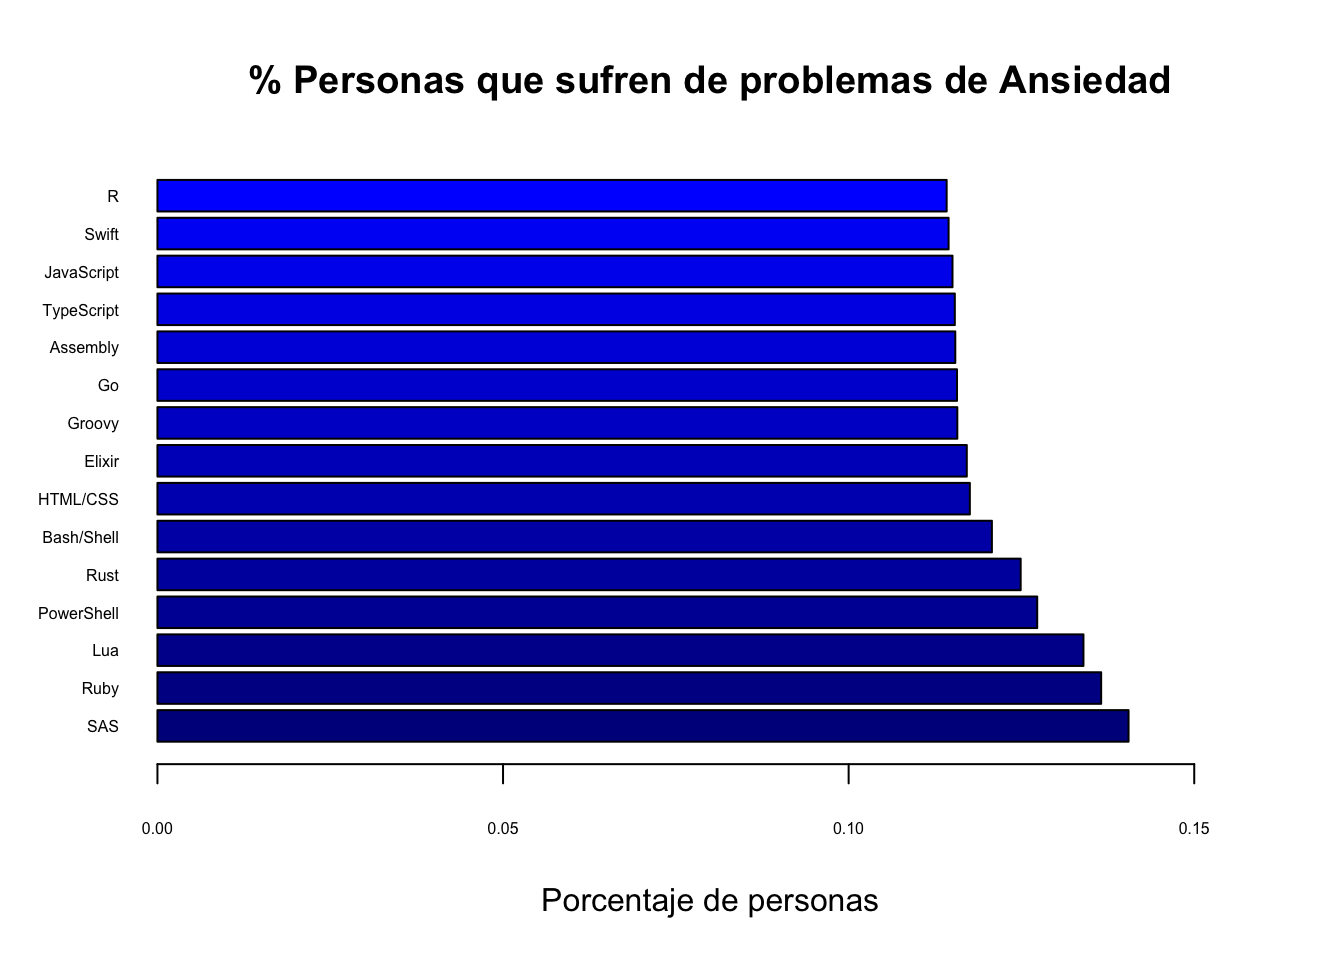 % Personas que sufren de problemas de Ansiedad
R
Swift
JavaScript
TypeScript
Assembly
Go
Groovy
Elixir
HTML/CSS
Bash/Shell
Rust
PowerShell
Lua
Ruby
SAS
0.00 0.05 0.10 0.15
Porcentaje de personas